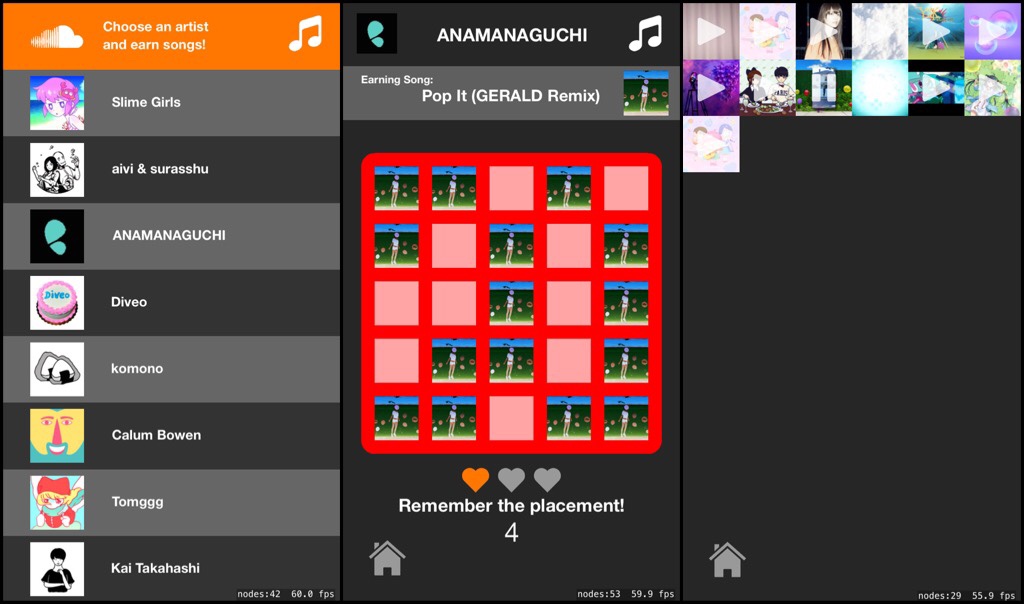 Choose an artist
and earn songs!
Slime Girls
aivi & surasshu
ANAMANAGUCHI
Diveo
Diveo
komono
Calum Bowen
Tomggg
Kai Takahashi
nodes:42 60.0 fps
ANAMANAGUCHI
Earning Song:
Pop It (GERALD Remix)
Remember the placement!
4
nodes:53 59.9 fps
nodes:29 55.9 fps